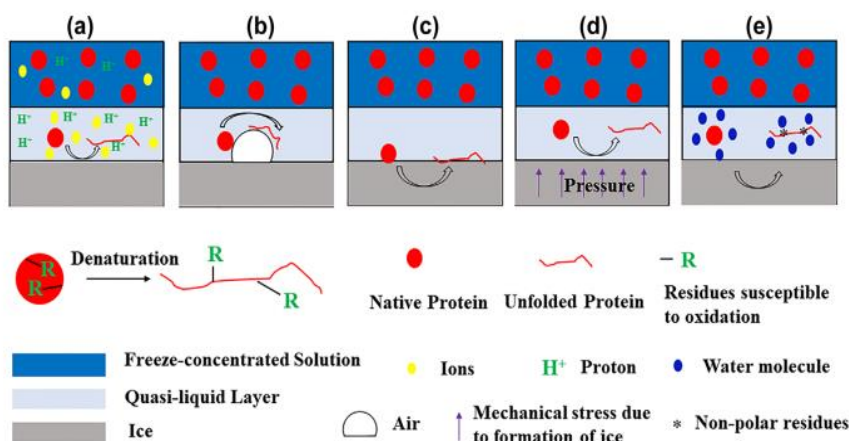 (a) (b) (c) (d) (e)
H⁺ H⁺
H⁺ H⁺ H⁺ H⁺
H⁺ H⁺
Pressure
Denaturation
R
R
R
R
– R
Native Protein Unfolded Protein Residues susceptible
to oxidation
Freeze-concentrated Solution Ions H⁺ Proton Water molecule
Quasi-liquid Layer
Ice Air Mechanical stress due
to formation of ice * Non-polar residues